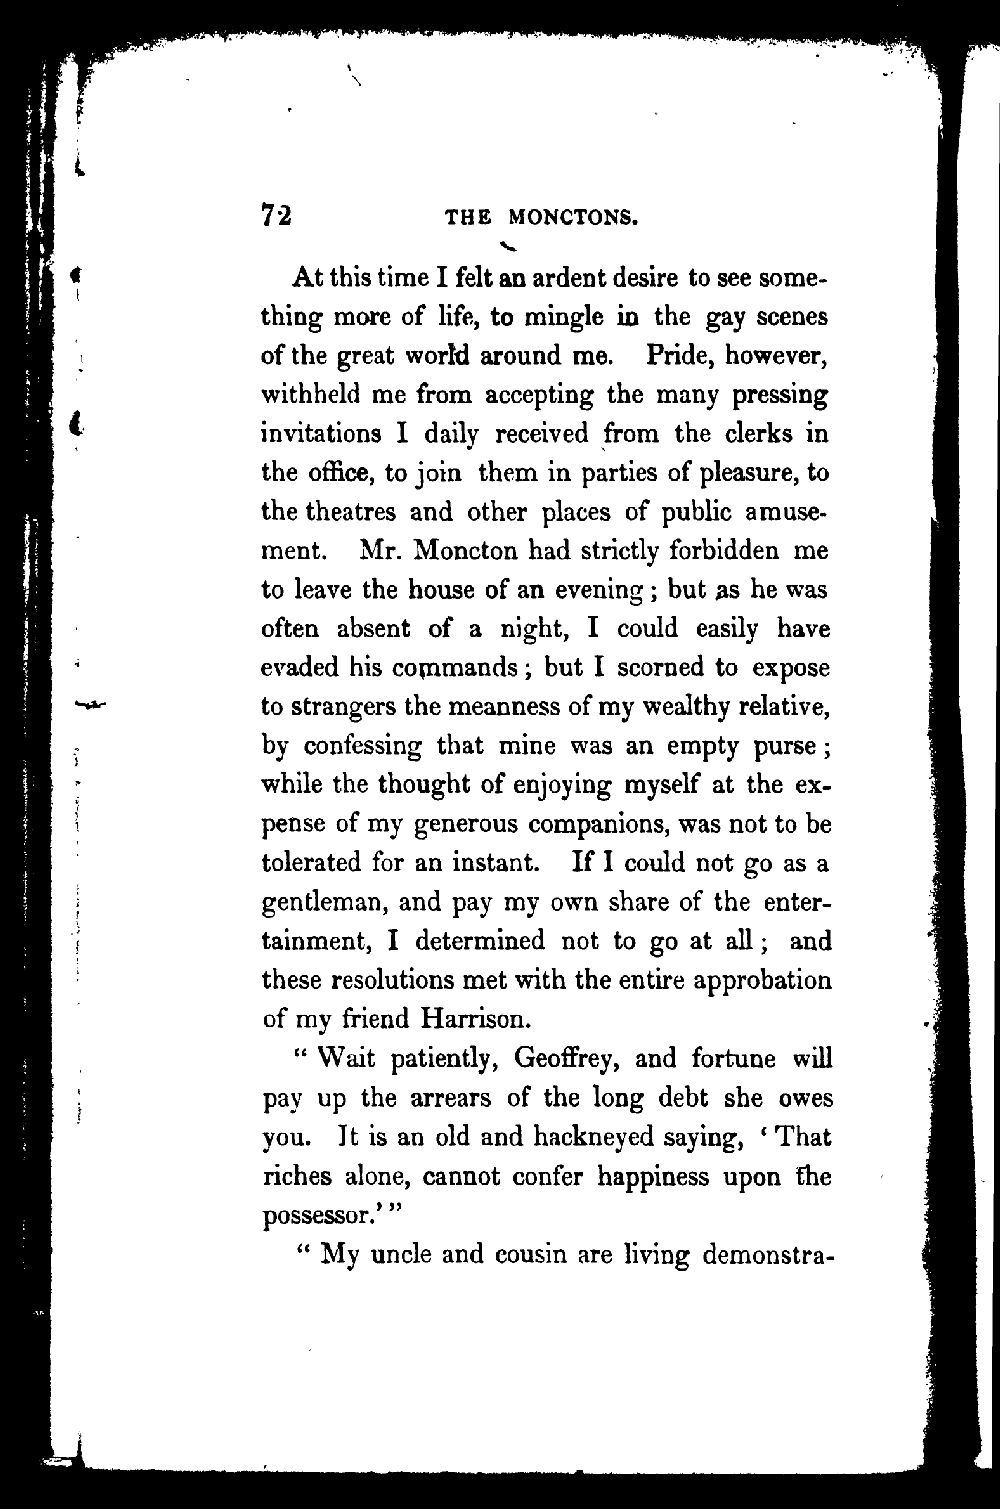 72 THE MONCTONS.
At this time I felt an ardent desire to see some-
thing more of life, to mingle in the gay scenes
of the great world around me. Pride, however,
withheld me from accepting the many pressing
invitations I daily received from the clerks in
the office, to join them in parties of pleasure, to
the theatres and other places of public amuse-
ment. Mr. Moncton had strictly forbidden me
to leave the house of an evening; but as he was
often absent of a night, I could easily have
evaded his commands; but I scorned to expose
to strangers the meanness of my wealthy relative,
by confessing that mine was an empty purse;
while the thought of enjoying myself at the ex-
pense of my generous companions, was not to be
tolerated for an instant. If I could not go as a
gentleman, and pay my own share of the enter-
tainment, I determined not to go at all; and
these resolutions met with the entire approbation
of my friend Harrison.
“Wait patiently, Geoffrey, and fortune will
pay up the arrears of the long debt she owes
you. It is an old and hackneyed saying, ‘That
riches alone, cannot confer happiness upon the
possessor.’”
“My uncle and cousin are living demonstra-